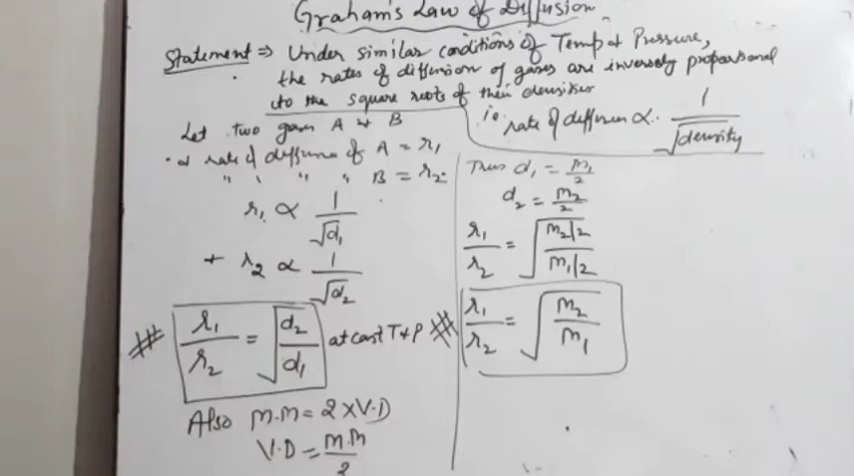 Graham's Law of Diffusion
Statement ⇒ Under similar conditions of Temp & Pressure,
the rates of diffusion of gases are inversely proportional
to the square roots of their densities
i.e. rate of diffusion ∝ 1/√density
Let two gases A & B
& rate of diffusion of A = r₁
" " " " B = r₂
r₁ ∝ 1/√d₁
+ r₂ ∝ 1/√d₂
# r₁/r₂ = √(d₂/d₁) at const T & P
Also M.M = 2 × V.D
V.D = M.M/2
Thus d₁ = m₁/2
d₂ = m₂/2
r₁/r₂ = √((m₂/2)/(m₁/2))
# r₁/r₂ = √(m₂/m₁)